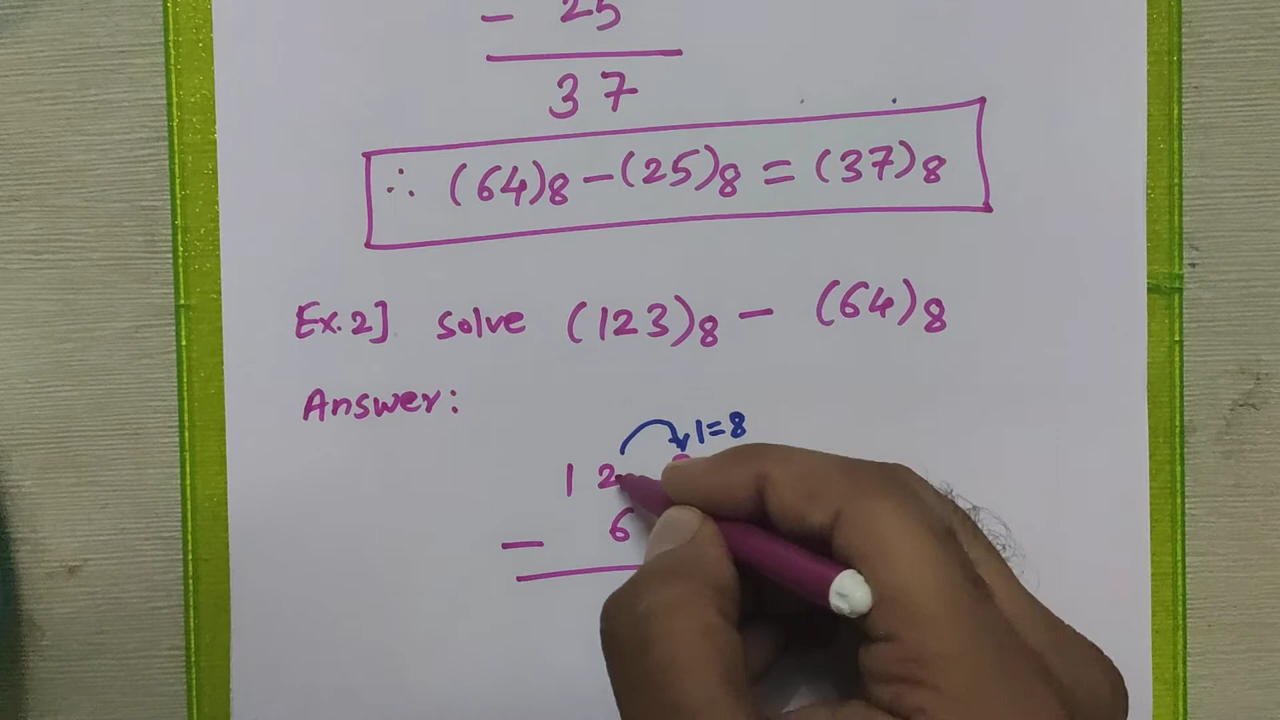 - 25
37
∴ (64)8 - (25)8 = (37)8
Ex.2] solve (123)8 - (64)8
Answer:
1=8
1 2
- 6